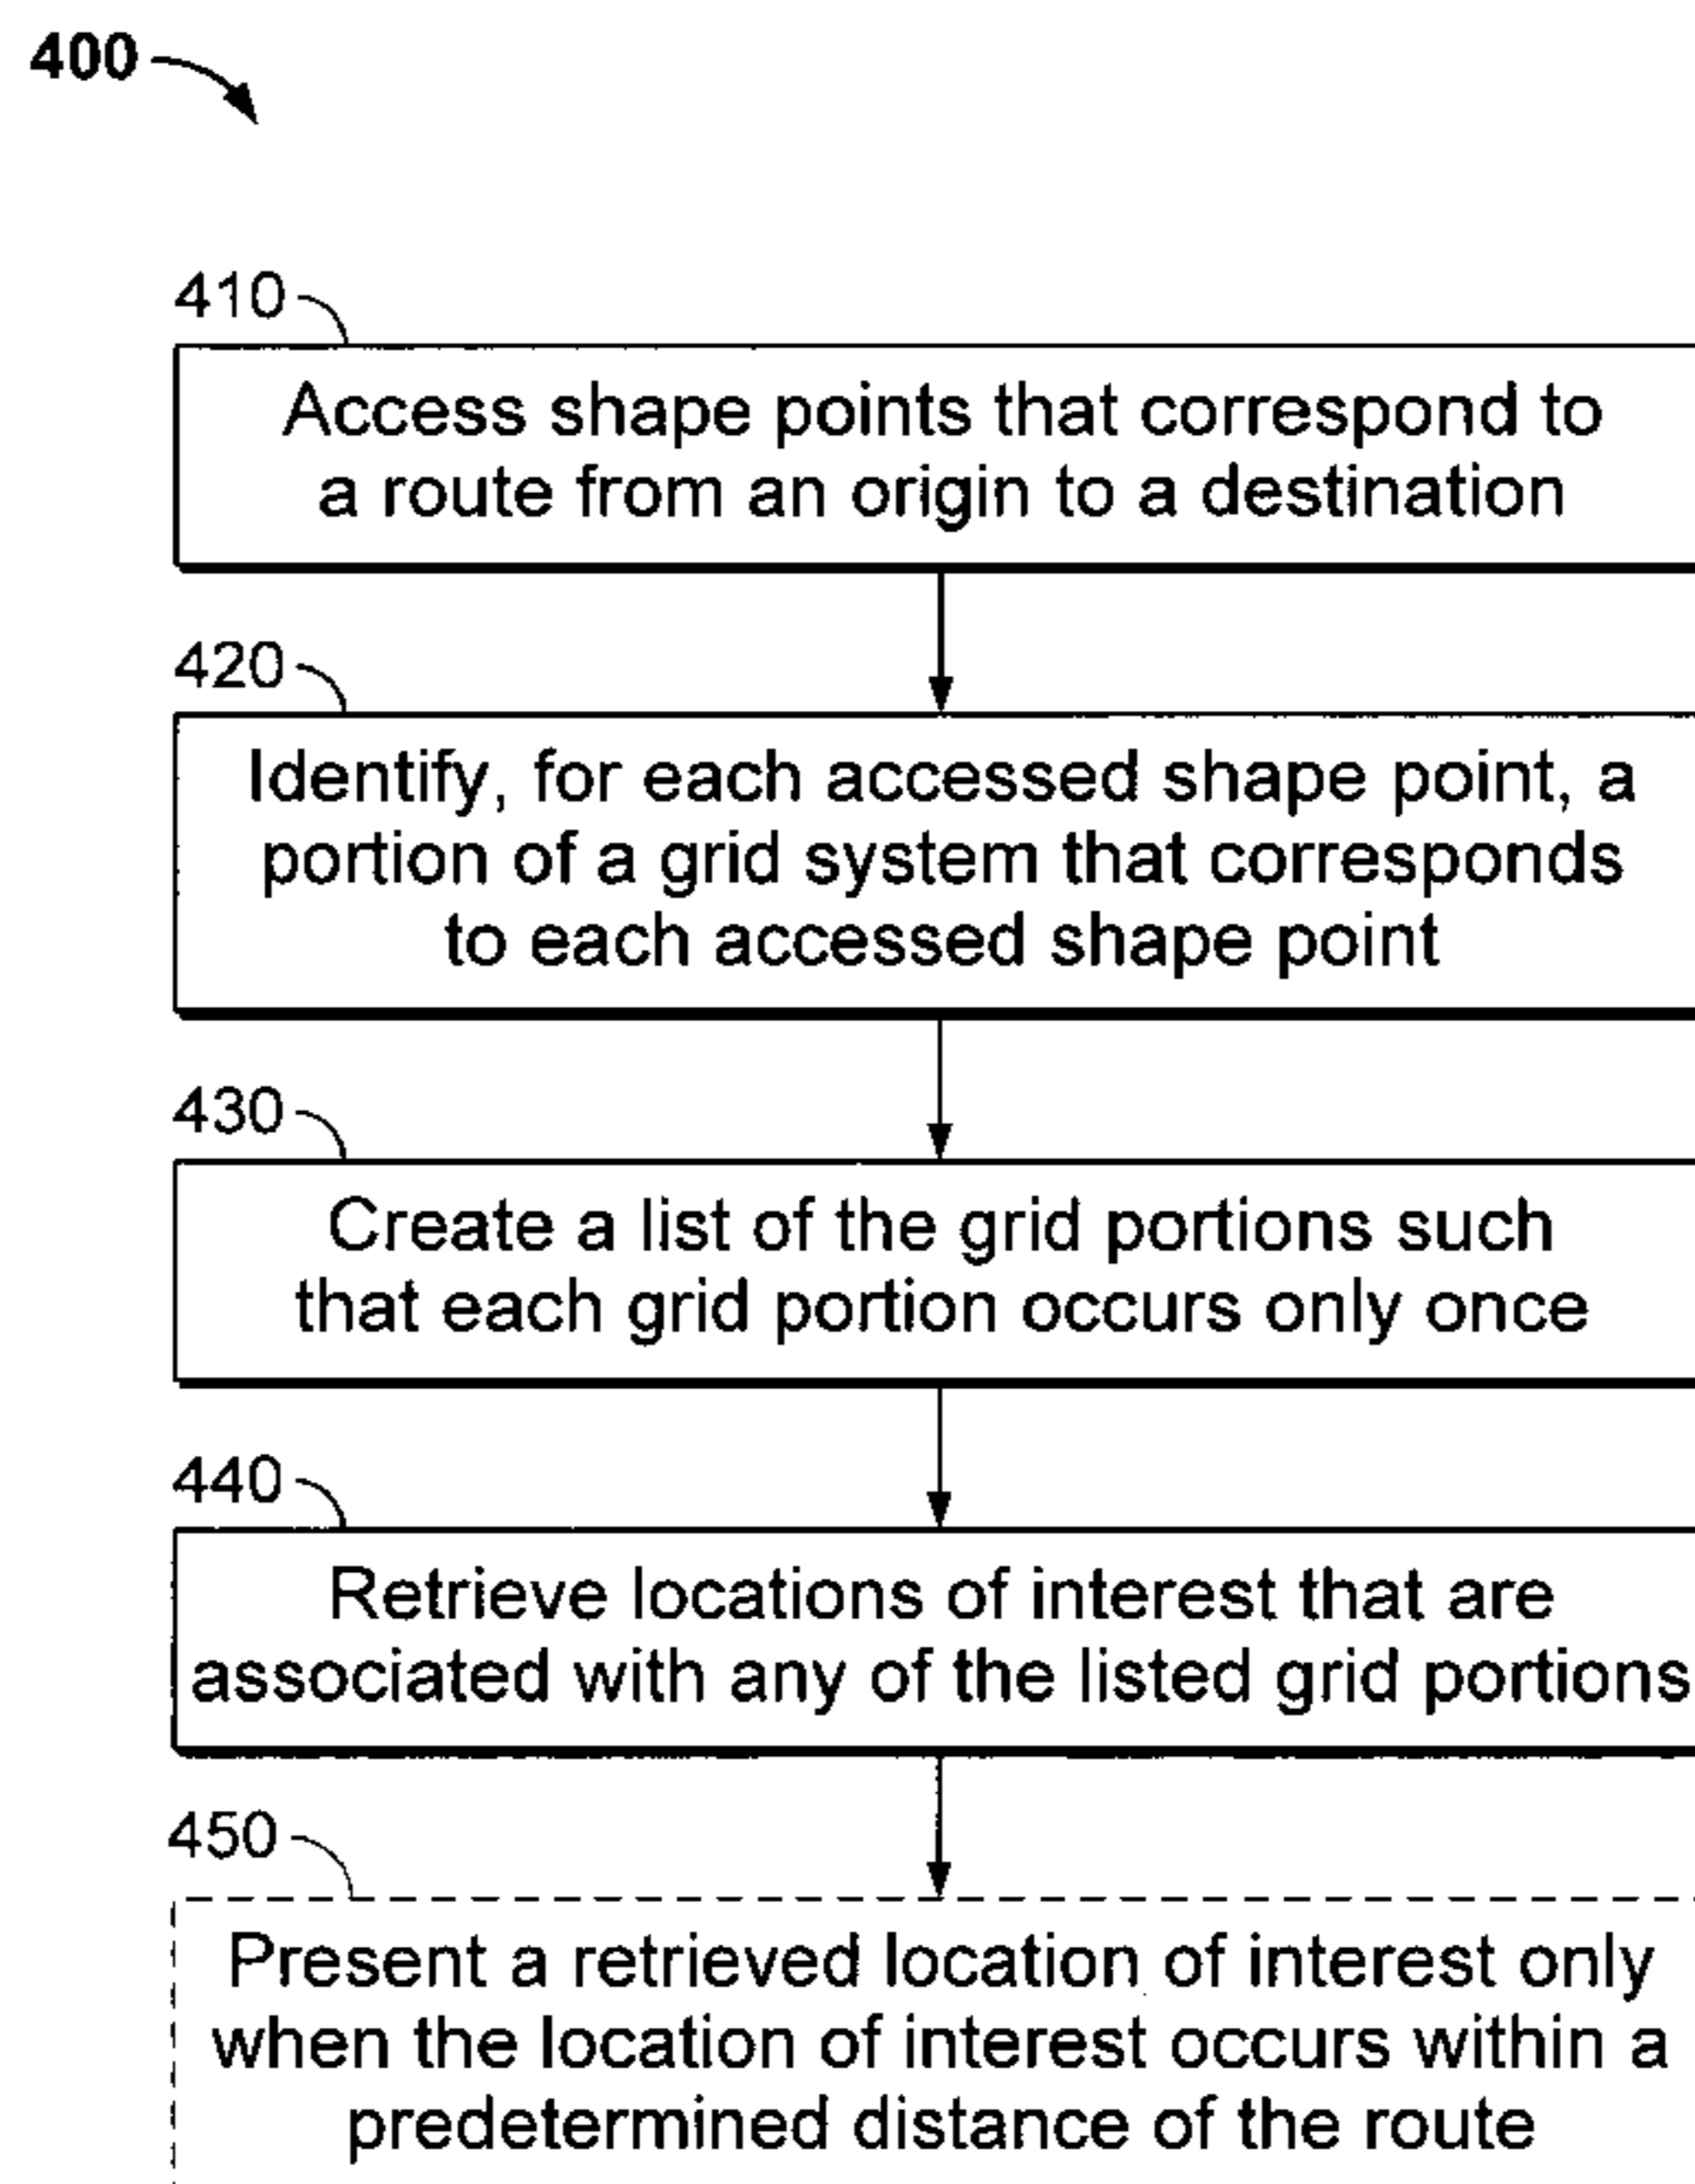 400
410
Access shape points that correspond to
a route from an origin to a destination
420
Identify, for each accessed shape point, a
portion of a grid system that corresponds
to each accessed shape point
430
Create a list of the grid portions such
that each grid portion occurs only once
440
Retrieve locations of interest that are
associated with any of the listed grid portions
450
Present a retrieved location of interest only
when the location of interest occurs within a
predetermined distance of the route